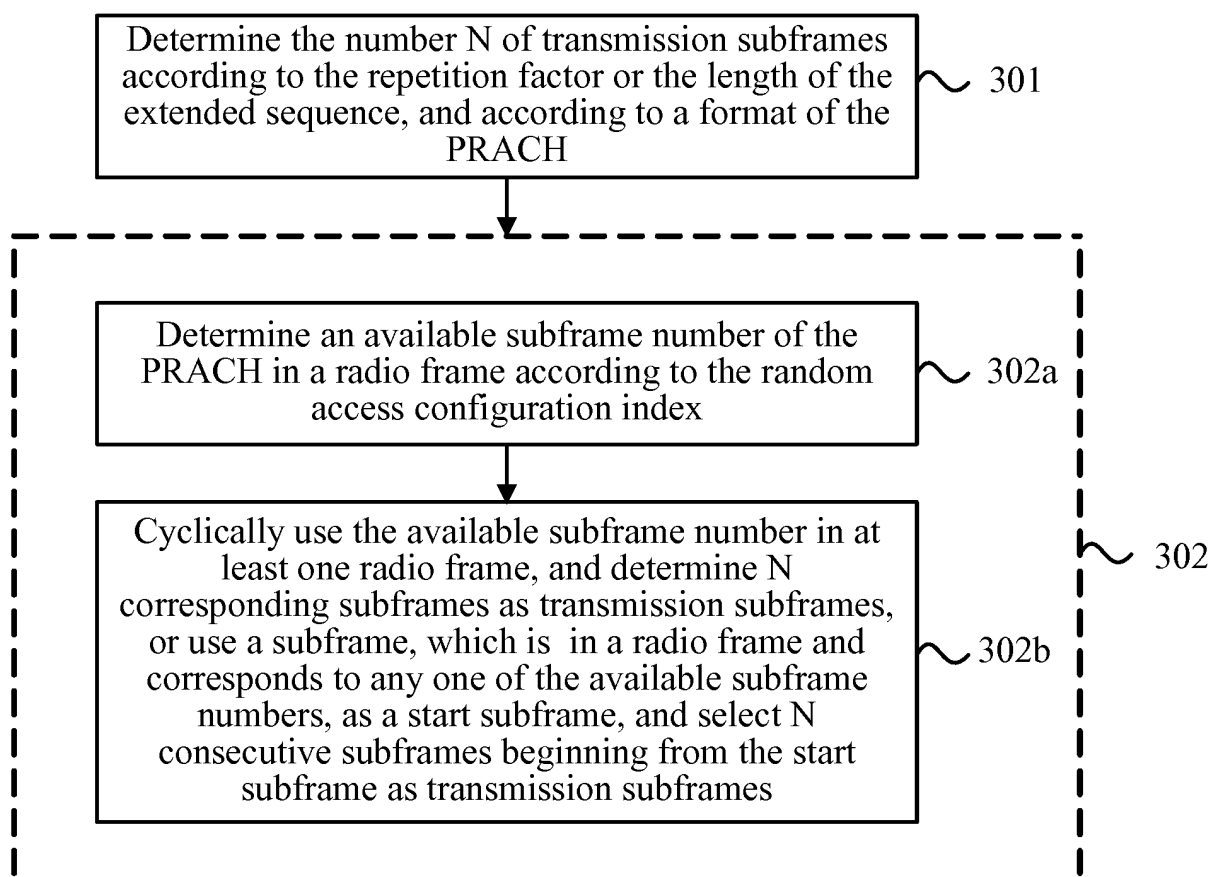 Determine the number N of transmission subframes
according to the repetition factor or the length of the
extended sequence, and according to a format of the
PRACH
301
Determine an available subframe number of the
PRACH in a radio frame according to the random
access configuration index
302a
Cyclically use the available subframe number in at
least one radio frame, and determine N
corresponding subframes as transmission subframes,
or use a subframe, which is in a radio frame and
corresponds to any one of the available subframe
numbers, as a start subframe, and select N
consecutive subframes beginning from the start
subframe as transmission subframes
302b
302